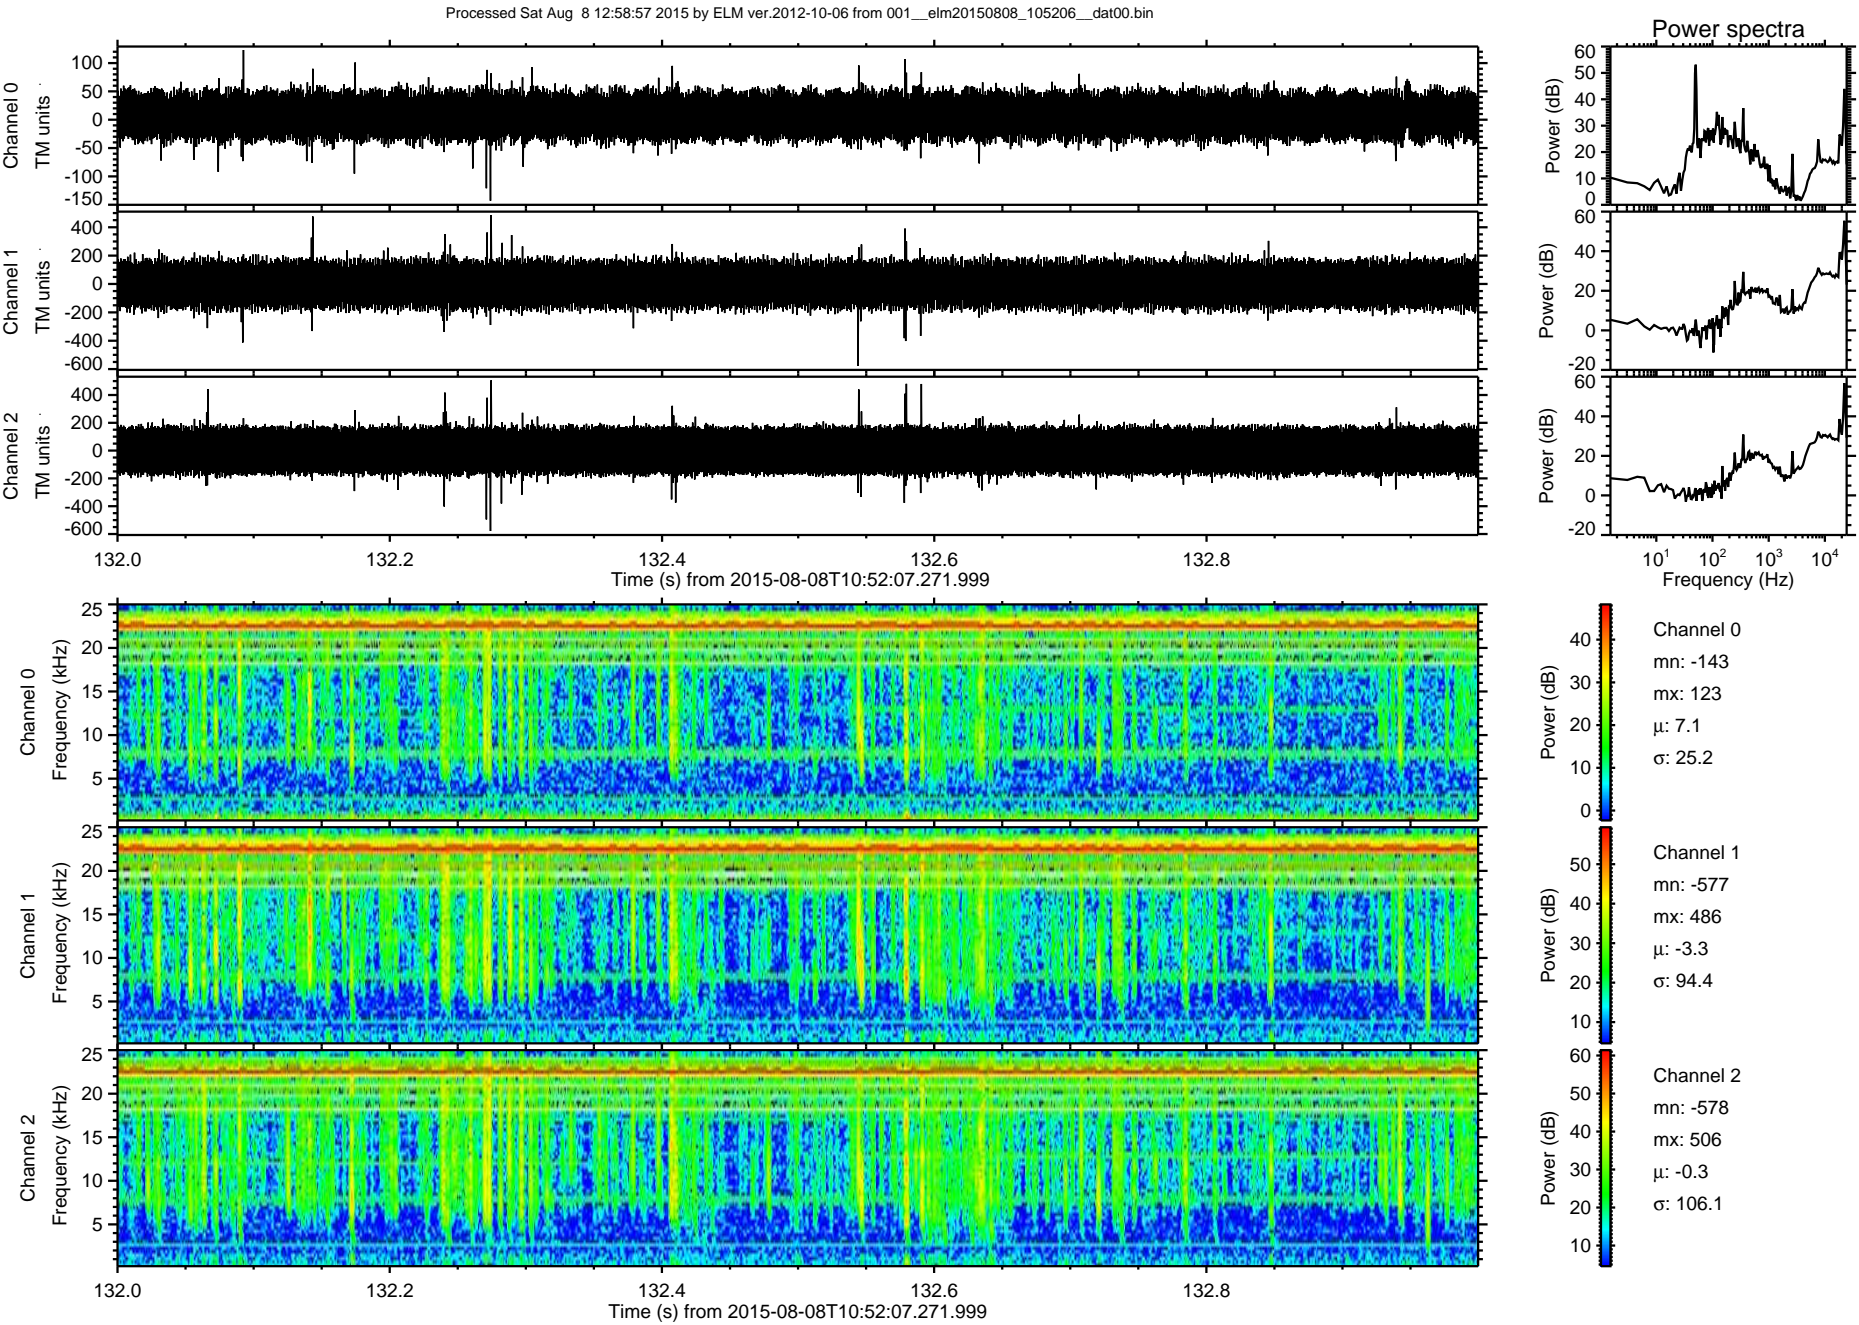 Processed Sat Aug  8 12:58:57 2015 by ELM ver.2012-10-06 from 001__elm20150808_105206__dat00.bin
Power spectra
Channel 0
TM units
100
50
0
-50
-100
-150
Power (dB)
60
50
40
30
20
10
0
Channel 1
TM units
400
200
0
-200
-400
-600
Power (dB)
60
40
20
0
-20
Channel 2
TM units
400
200
0
-200
-400
-600
Power (dB)
60
40
20
0
-20
132.0 132.2 132.4 132.6 132.8
Time (s) from 2015-08-08T10:52:07.271.999
10^1 10^2 10^3 10^4
Frequency (Hz)
Channel 0
Frequency (kHz)
25
20
15
10
5
Power (dB)
40
30
20
10
0
Channel 0
mn: -143
mx: 123
μ: 7.1
σ: 25.2
Channel 1
Frequency (kHz)
25
20
15
10
5
Power (dB)
50
40
30
20
10
Channel 1
mn: -577
mx: 486
μ: -3.3
σ: 94.4
Channel 2
Frequency (kHz)
25
20
15
10
5
Power (dB)
60
50
40
30
20
10
Channel 2
mn: -578
mx: 506
μ: -0.3
σ: 106.1
132.0 132.2 132.4 132.6 132.8
Time (s) from 2015-08-08T10:52:07.271.999